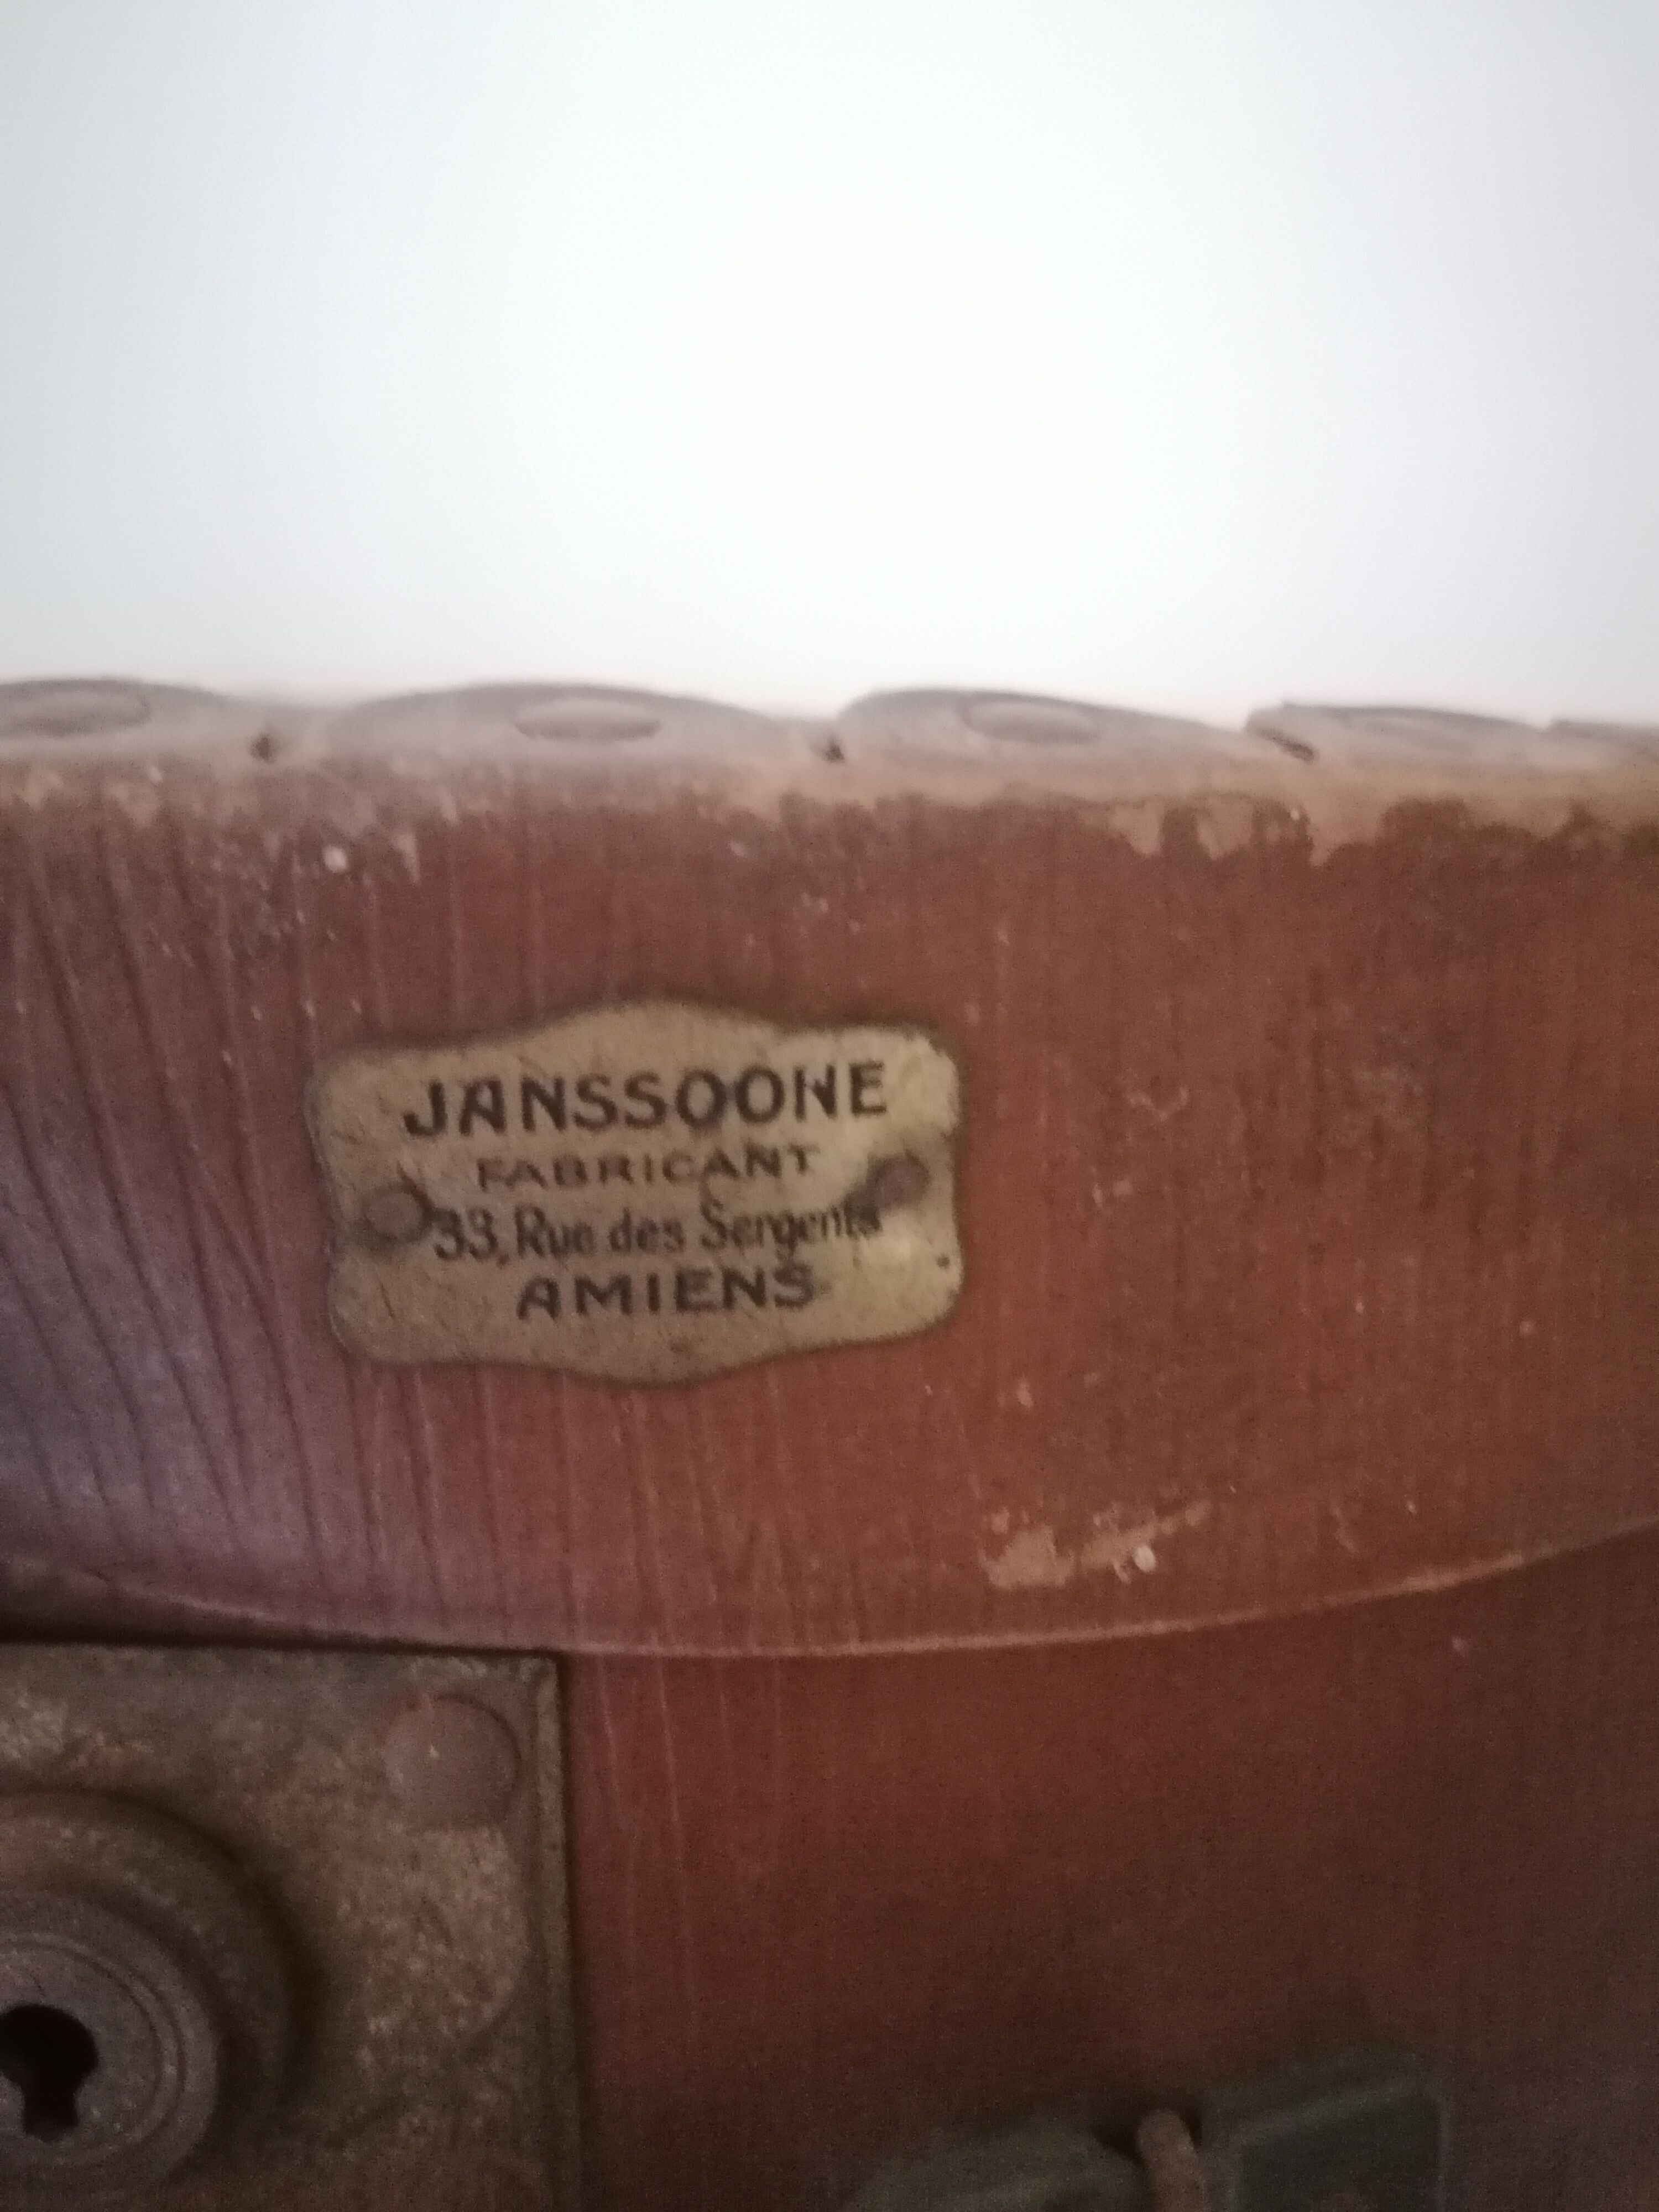 JANSSOONE
FABRICANT
33, Rue des Sergents
AMIENS